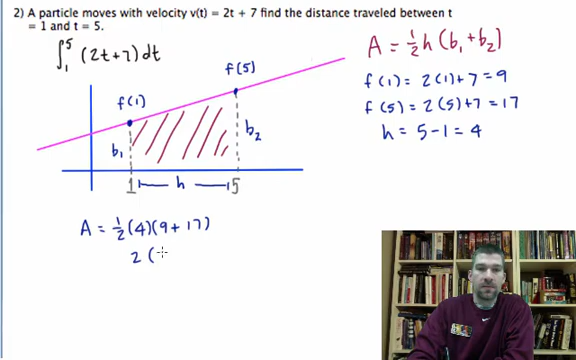 2) A particle moves with velocity v(t) = 2t + 7 find the distance traveled between t
= 1 and t = 5.
∫₁⁵ (2t+7) dt
A = ½ h (b₁ + b₂)
f(1) = 2(1)+7 = 9
f(5) = 2(5)+7 = 17
h = 5-1 = 4
f(5)
f(1)
b₁
b₂
1 h 5
A = ½ (4)(9+17)
2 (